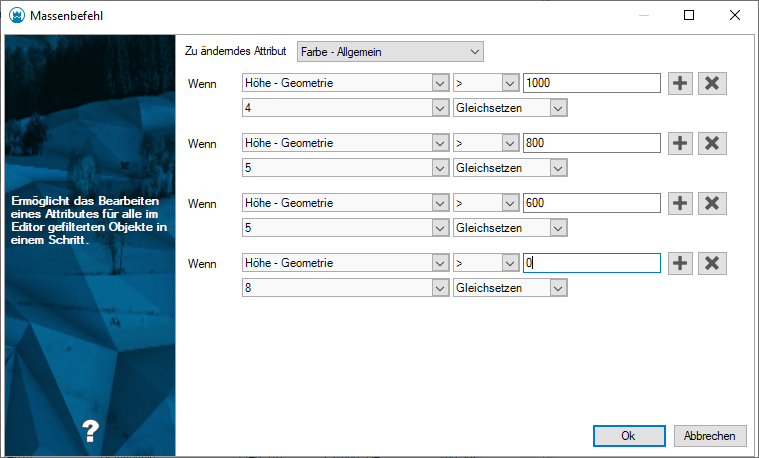 Massenbefehl
Zu änderndes Attribut Farbe - Allgemein
Wenn Höhe - Geometrie > 1000
4 Gleichsetzen
Wenn Höhe - Geometrie > 800
5 Gleichsetzen
Wenn Höhe - Geometrie > 600
5 Gleichsetzen
Wenn Höhe - Geometrie > 0
8 Gleichsetzen
Ermöglicht das Bearbeiten
eines Attributes für alle im
Editor gefilterten Objekte in
einem Schritt.
?
Ok Abbrechen